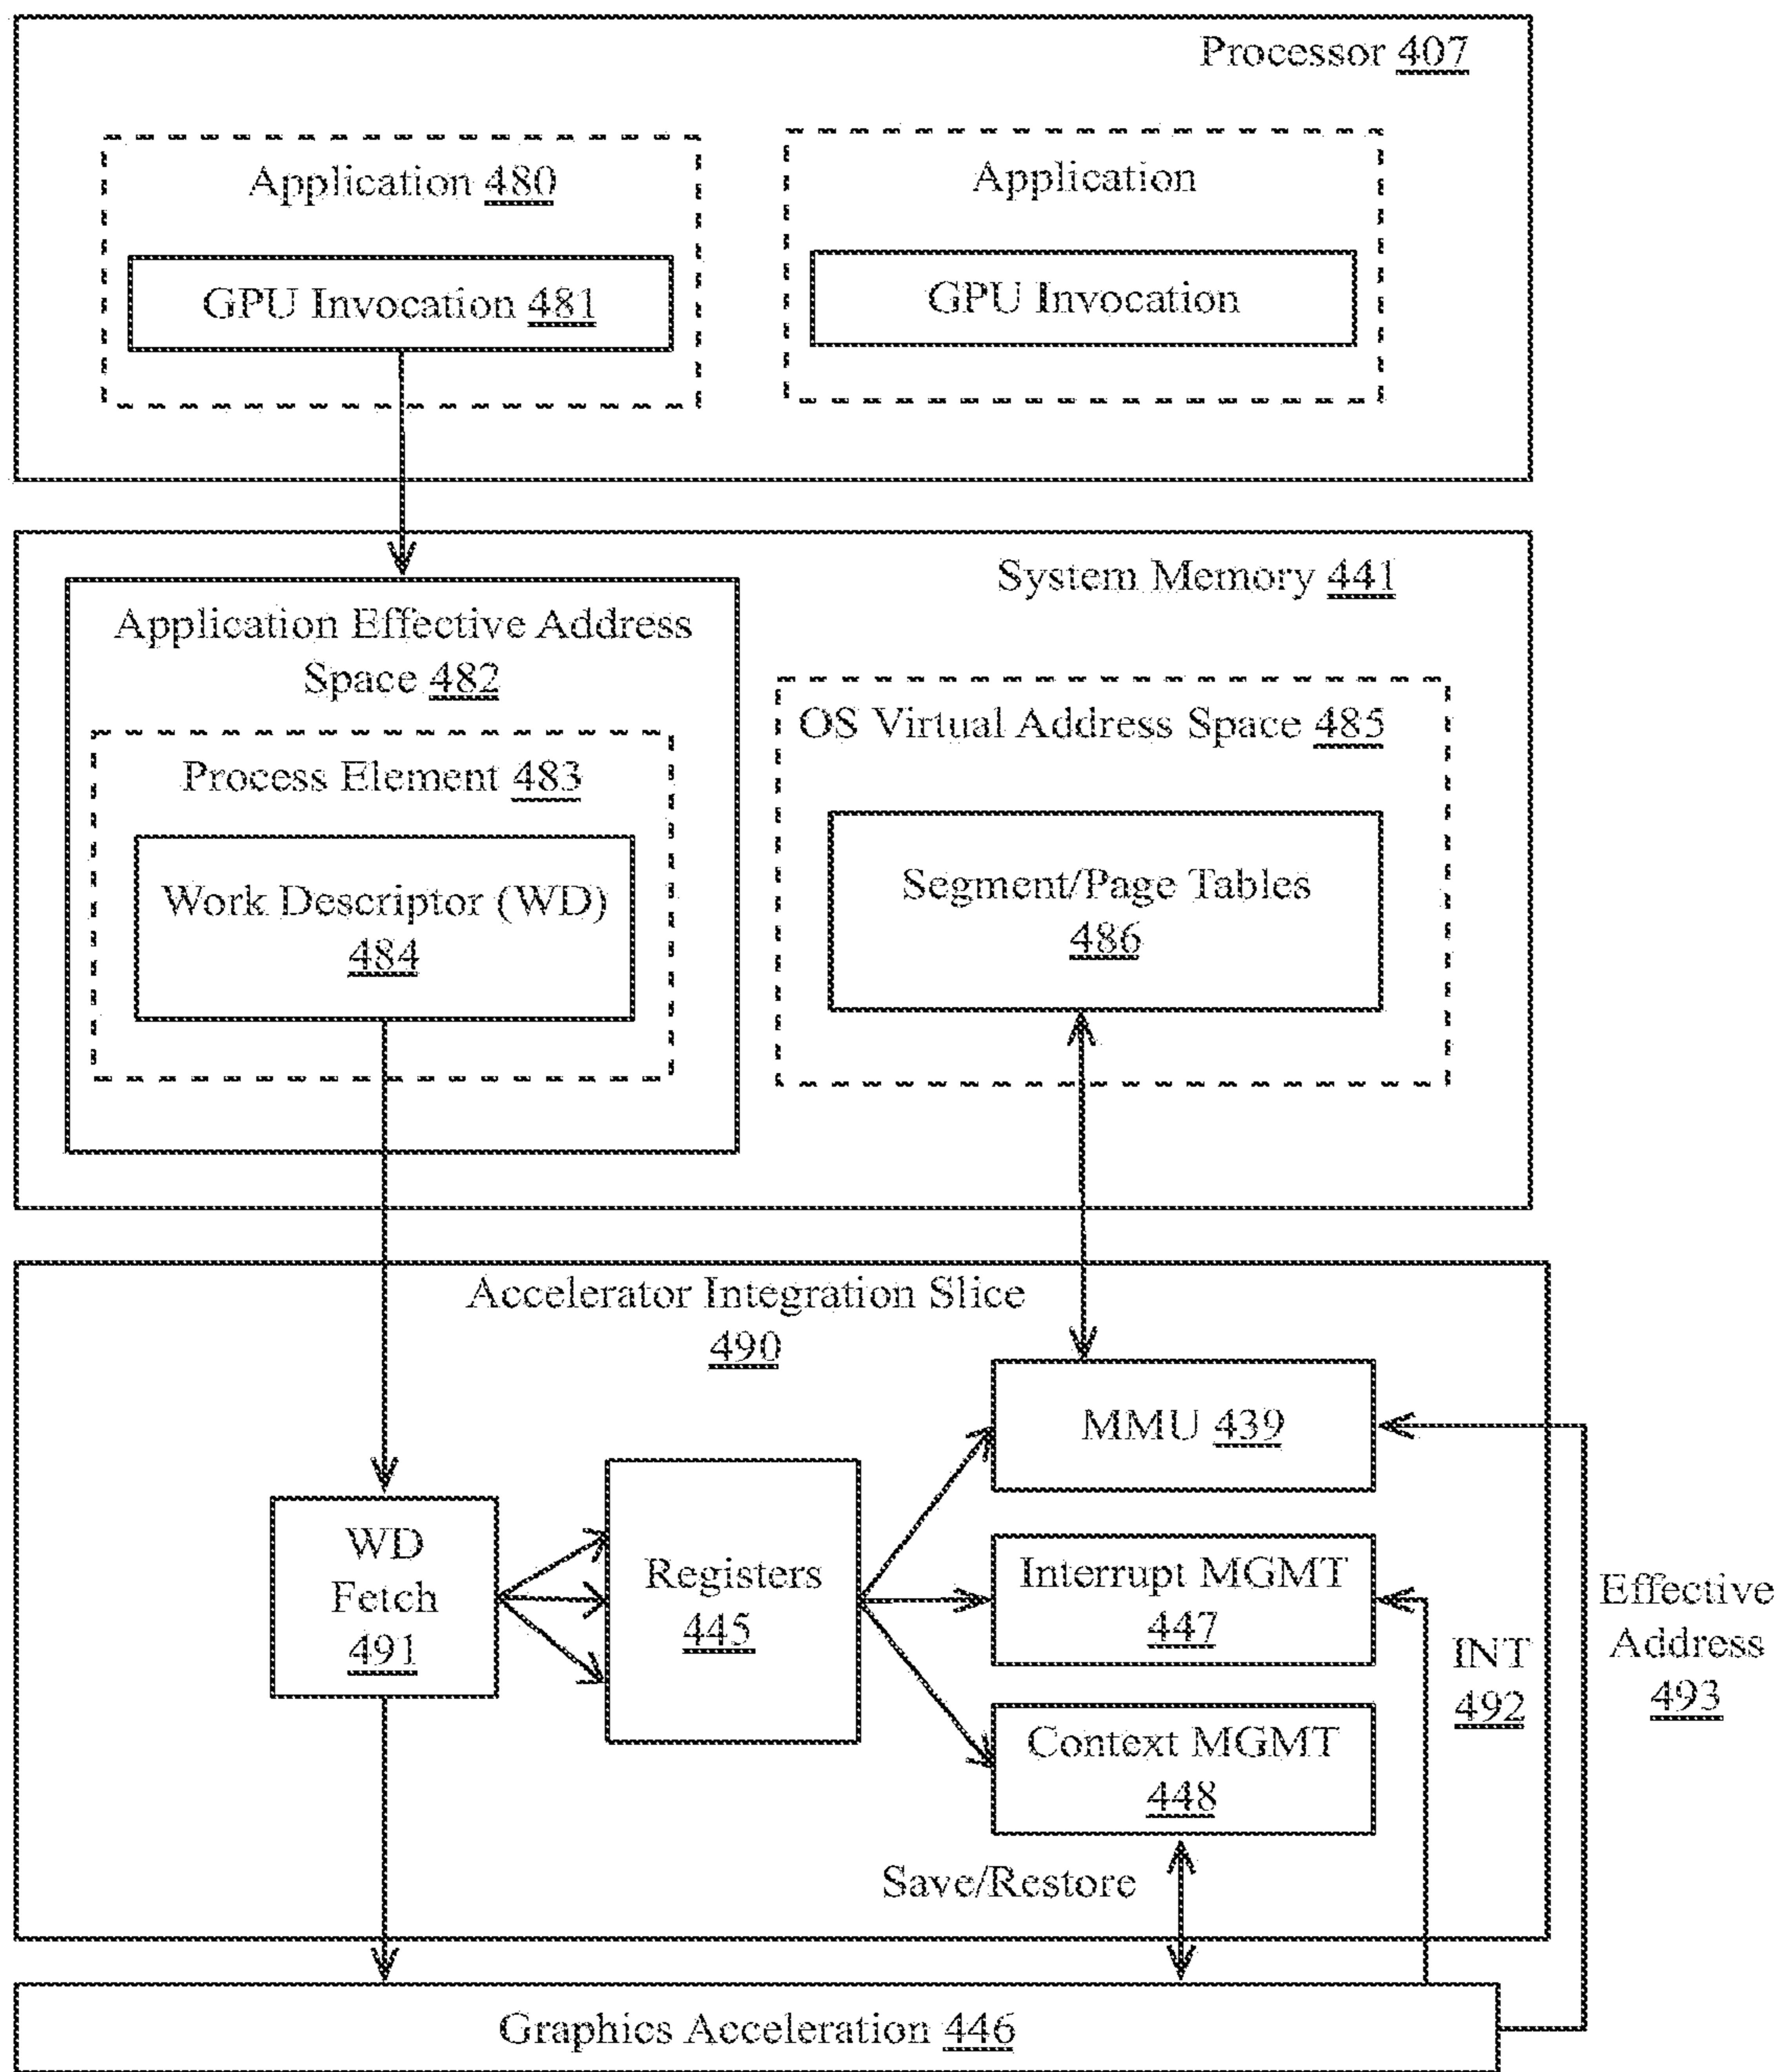 Processor 407
Application 480
Application
GPU Invocation 481
GPU Invocation
System Memory 441
Application Effective Address
Space 482
OS Virtual Address Space 485
Process Element 483
Segment/Page Tables
486
Work Descriptor (WD)
484
Accelerator Integration Slice
490
MMU 439
WD
Fetch
491
Registers
445
Interrupt MGMT
447
Effective
Address
493
INT
492
Context MGMT
448
Save/Restore
Graphics Acceleration 446